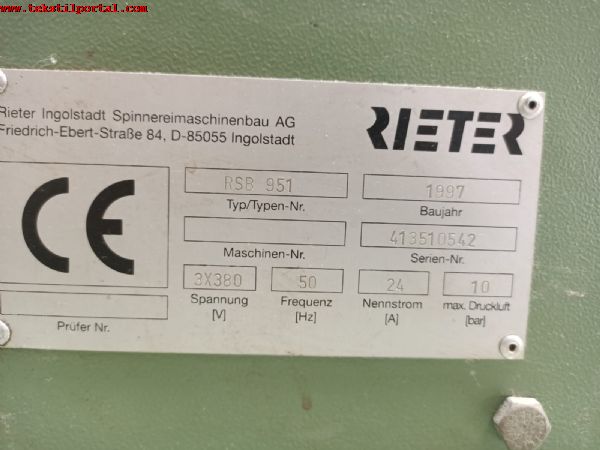 www.tekstilportal.com
Rieter Ingolstadt Spinnereimaschinenbau AG
Friedrich-Ebert-Straße 84, D-85055 Ingolstadt
RIETER
CE
RSB 951
Typ/Typen-Nr.
1997
Baujahr
Maschinen-Nr.
413510542
Serien-Nr.
3X380
Spannung
[V]
50
Frequenz
[Hz]
24
Nennstrom
[A]
10
max. Druckluft
[bar]
Prüfer Nr.